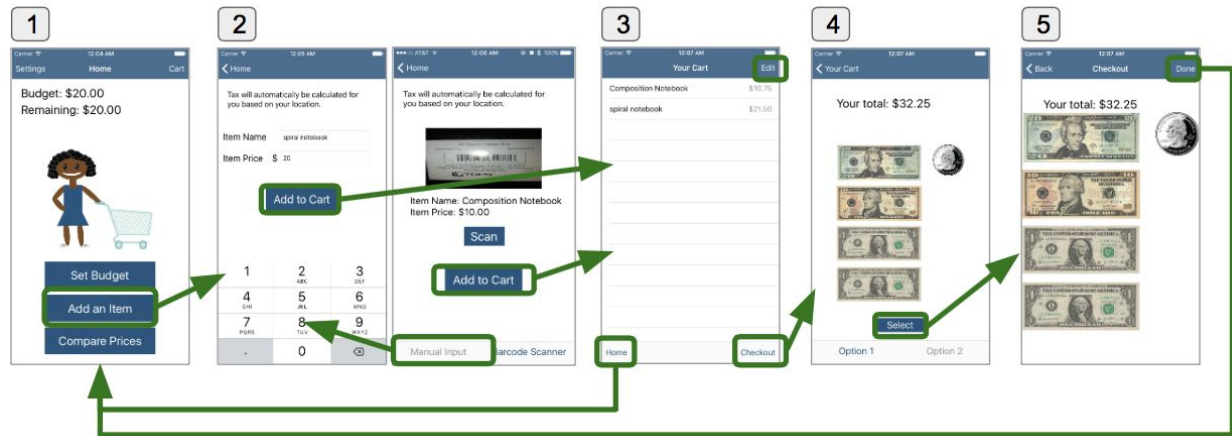 1
2
3
4
5
Carrier 12:04 AM
Settings Home Cart
Budget: $20.00
Remaining: $20.00
Set Budget
Add an Item
Compare Prices
Carrier 12:05 AM
Home
Tax will automatically be calculated for
you based on your location.
Item Name spiral notebook
Item Price $ 20
Add to Cart
1 2 3
ABC DEF
4 5 6
GHI JKL MNO
7 8 9
PQRS TUV WXYZ
. 0
AT&T 12:06 AM 100%
Home
Tax will automatically be calculated for
you based on your location.
Item Name: Composition Notebook
Item Price: $10.00
Scan
Add to Cart
Manual Input Barcode Scanner
Carrier 12:07 AM
Your Cart Edit
Composition Notebook $10.75
spiral notebook $21.50
Home Checkout
Carrier 12:07 AM
Your Cart
Your total: $32.25
Select
Option 1 Option 2
Carrier 12:07 AM
Back Checkout Done
Your total: $32.25